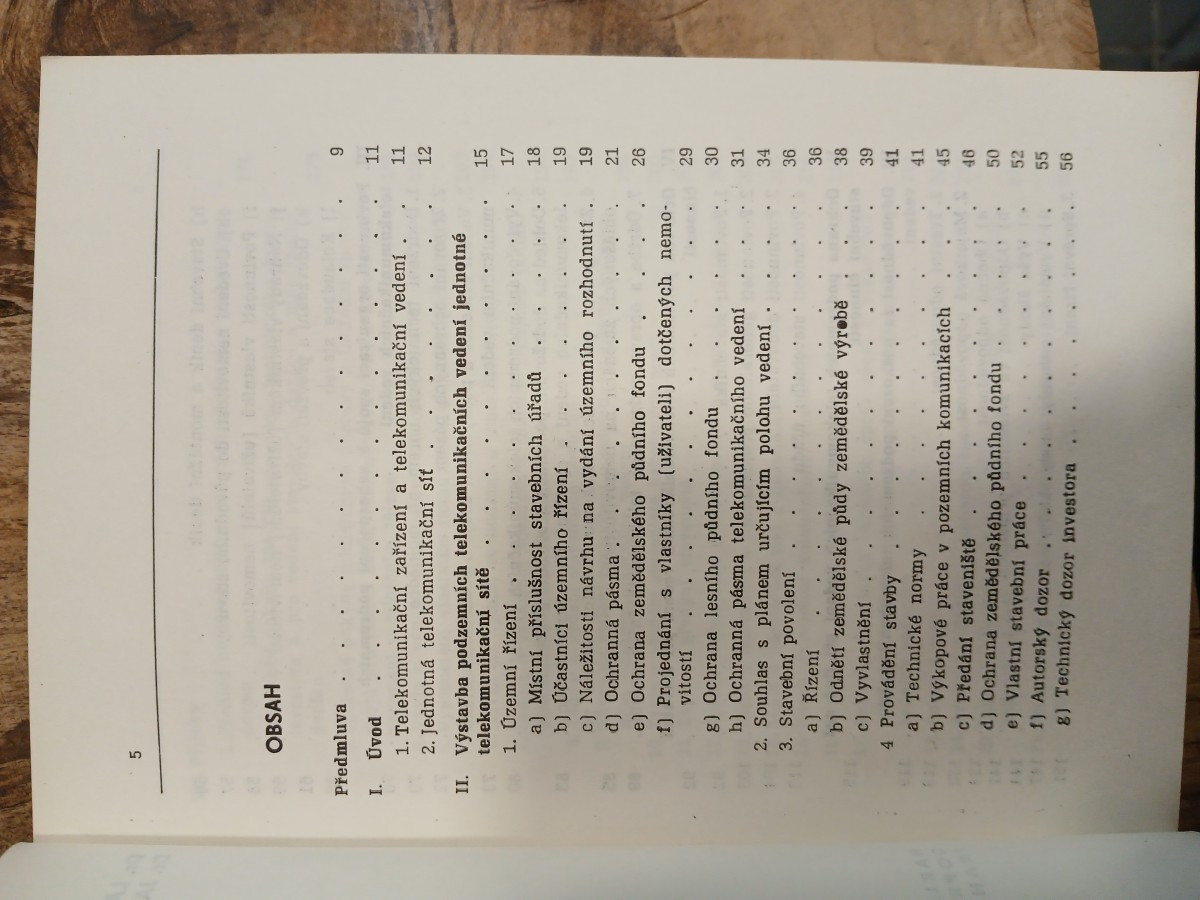 5
OBSAH
Předmluva . . . . . . . . . . . . . . . 9
I. Úvod . . . . . . . . . . . . . . . 11
1. Telekomunikační zařízení a telekomunikační vedení . . 11
2. Jednotná telekomunikační síť . . . . . . . . 12
II. Výstavba podzemních telekomunikačních vedení jednotné
telekomunikační sítě . . . . . . . . . . . 15
1. Územní řízení . . . . . . . . . . . . . 17
a) Místní příslušnost stavebních úřadů . . . . . . 18
b) Účastníci územního řízení . . . . . . . . 19
c) Náležitosti návrhu na vydání územního rozhodnutí . 19
d) Ochranná pásma . . . . . . . . . . . 21
e) Ochrana zemědělského půdního fondu . . . . . 26
f) Projednání s vlastníky (uživateli) dotčených nemo-
vitostí . . . . . . . . . . . . . . 29
g) Ochrana lesního půdního fondu . . . . . . . 30
h) Ochranná pásma telekomunikačního vedení . . . 31
2. Souhlas s plánem určujícím polohu vedení . . . . 34
3. Stavební povolení . . . . . . . . . . . 36
a) Řízení . . . . . . . . . . . . . . 36
b) Odnětí zemědělské půdy zemědělské výrobě . . . 38
c) Vyvlastnění . . . . . . . . . . . . . 39
4 Provádění stavby . . . . . . . . . . . 41
a) Technické normy . . . . . . . . . . . 41
b) Výkopové práce v pozemních komunikacích . . . 45
c) Předání staveniště . . . . . . . . . . . 46
d) Ochrana zemědělského půdního fondu . . . . . 50
e) Vlastní stavební práce . . . . . . . . . 52
f) Autorský dozor . . . . . . . . . . . . 55
g) Technický dozor investora . . . . . . . . 56